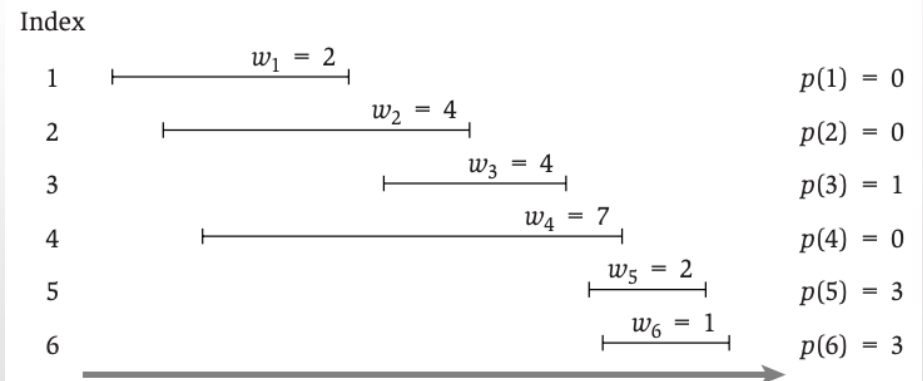 Index
1 w₁ = 2 p(1) = 0
2 w₂ = 4 p(2) = 0
3 w₃ = 4 p(3) = 1
4 w₄ = 7 p(4) = 0
5 w₅ = 2 p(5) = 3
6 w₆ = 1 p(6) = 3